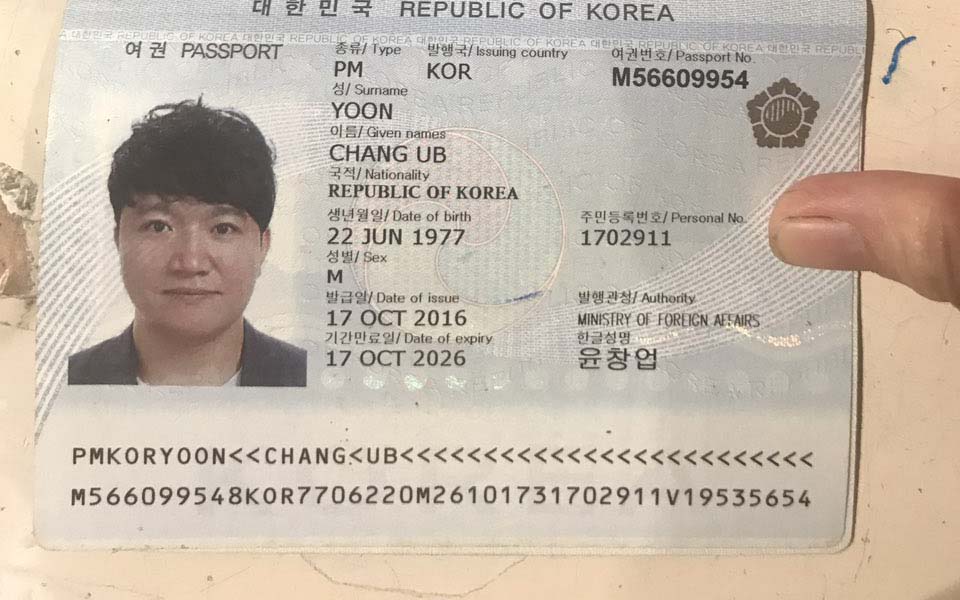 대한민국 REPUBLIC OF KOREA
여권 PASSPORT
종류/ Type 발행국/ Issuing country 여권번호/ Passport No.
PM KOR M56609954
성/ Surname
YOON
이름/ Given names
CHANG UB
국적/ Nationality
REPUBLIC OF KOREA
생년월일/ Date of birth 주민등록번호/ Personal No.
22 JUN 1977 1702911
성별/ Sex
M
발급일/ Date of issue 발행관청/ Authority
17 OCT 2016 MINISTRY OF FOREIGN AFFAIRS
기간만료일/ Date of expiry 한글성명
17 OCT 2026 윤창업
PMKORYOON<<CHANG<UB<<<<<<<<<<<<<<<<<<<<<<<<<
M566099548KOR7706220M26101731702911V19535654